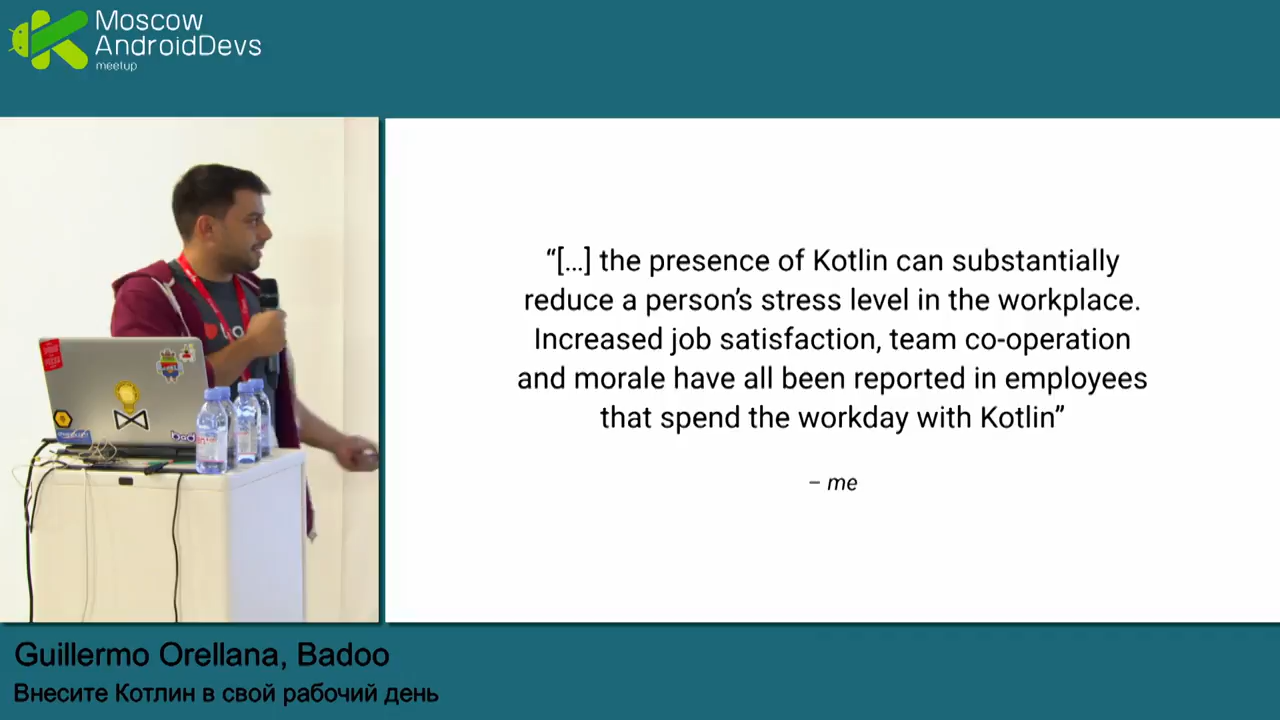 Moscow
AndroidDevs
meetup
“[...] the presence of Kotlin can substantially
reduce a person’s stress level in the workplace.
Increased job satisfaction, team co-operation
and morale have all been reported in employees
that spend the workday with Kotlin”
– me
Guillermo Orellana, Badoo
Внесите Котлин в свой рабочий день